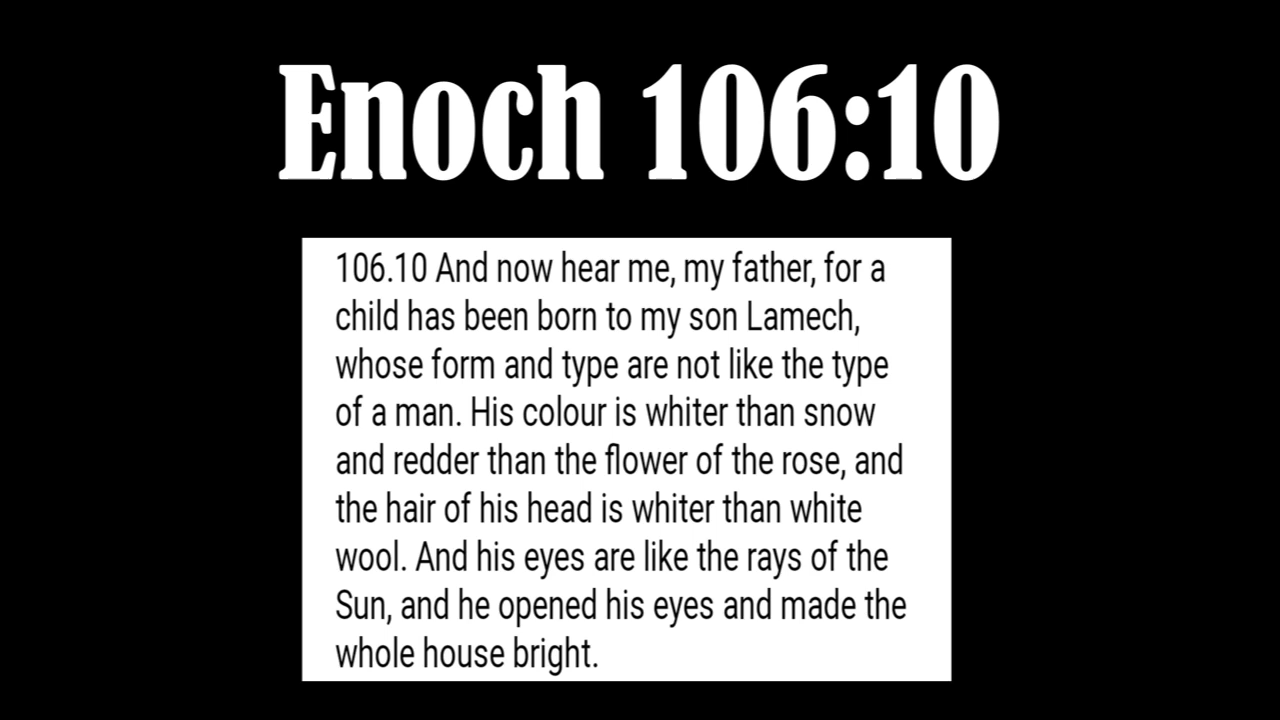 Enoch 106:10
106.10 And now hear me, my father, for a
child has been born to my son Lamech,
whose form and type are not like the type
of a man. His colour is whiter than snow
and redder than the flower of the rose, and
the hair of his head is whiter than white
wool. And his eyes are like the rays of the
Sun, and he opened his eyes and made the
whole house bright.